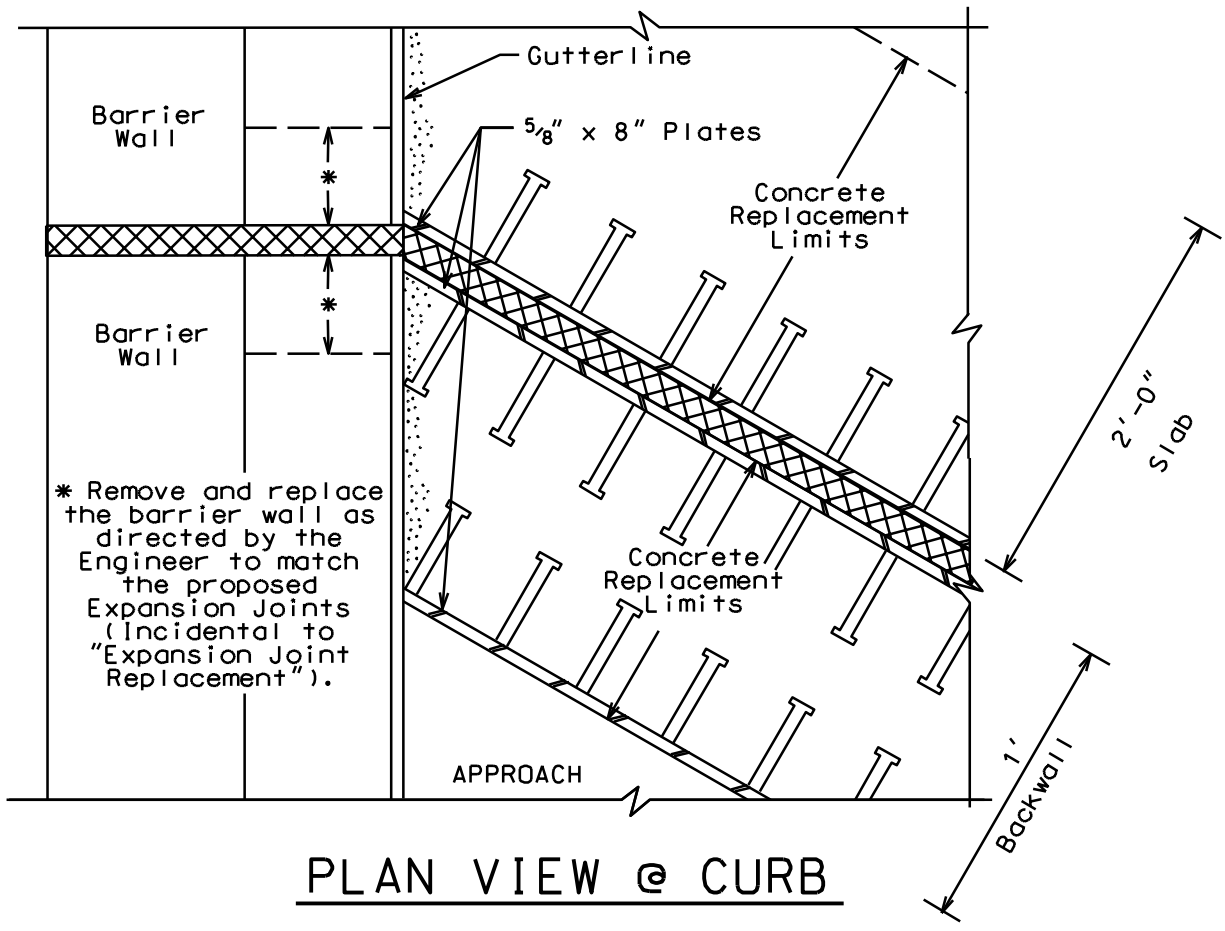 Gutterline
Barrier
Wall
5/8" x 8" Plates
Concrete
Replacement
Limits
*
*
Barrier
Wall
2'-0"
Slab
* Remove and replace
the barrier wall as
directed by the
Engineer to match
the proposed
Expansion Joints
(Incidental to
"Expansion Joint
Replacement").
Concrete
Replacement
Limits
1'
Backwall
APPROACH
PLAN VIEW @ CURB